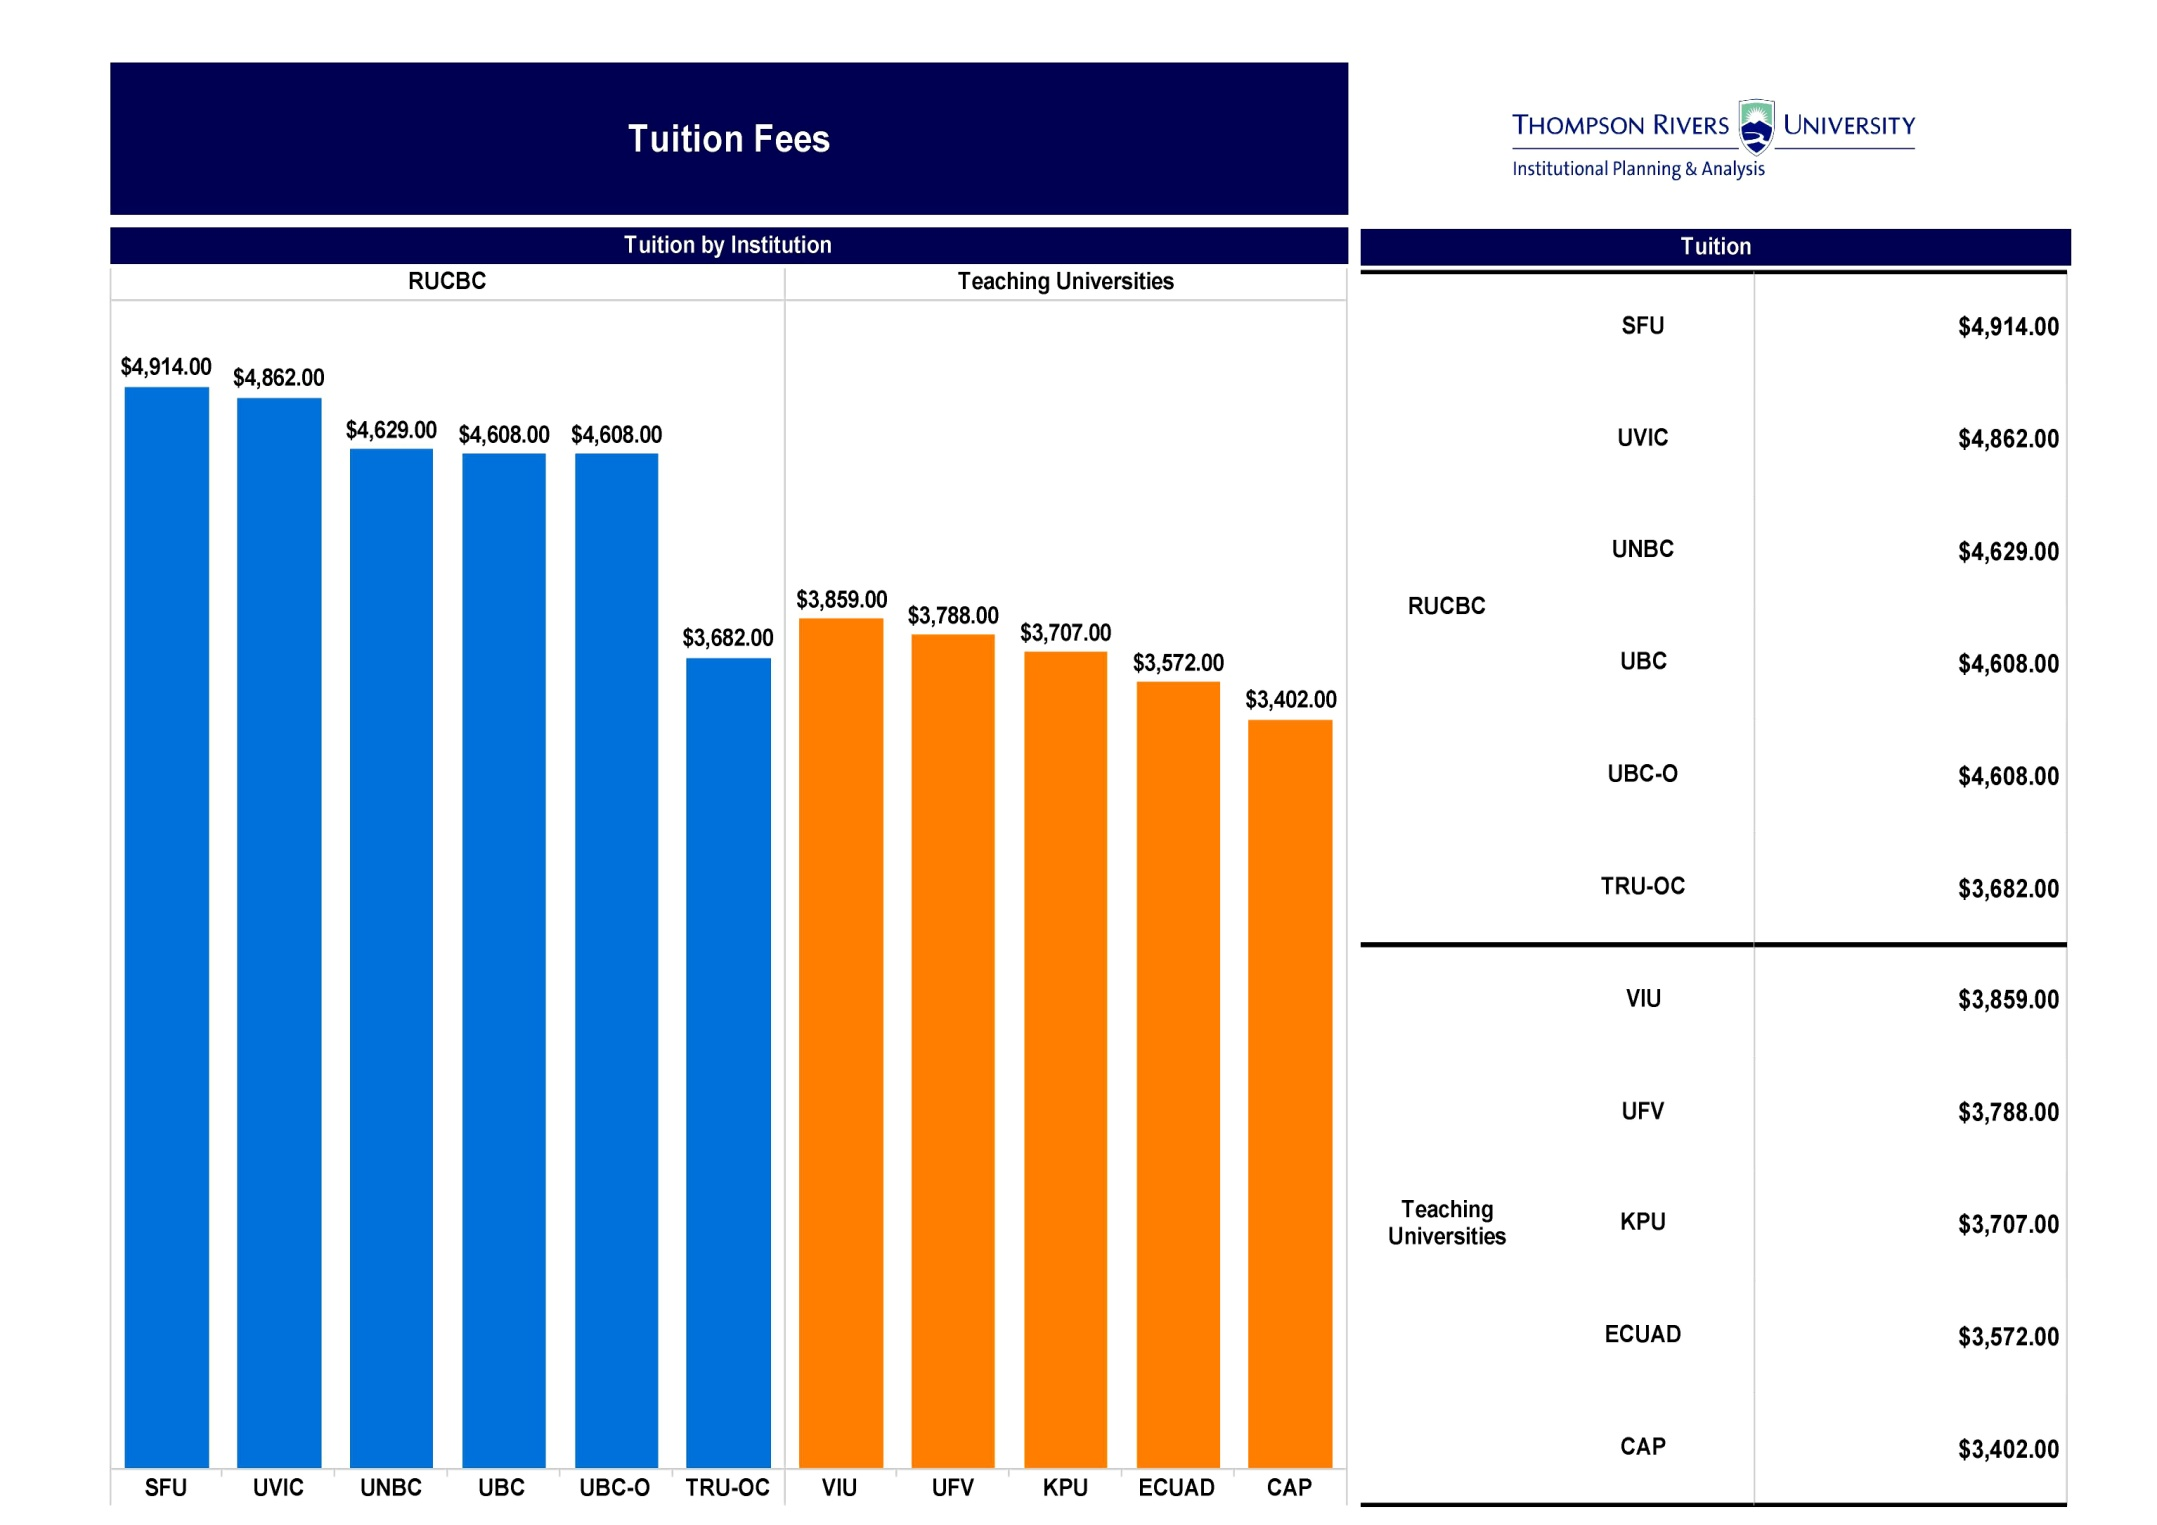 Tuition Fees
THOMPSON RIVERS UNIVERSITY
Institutional Planning & Analysis
Tuition by Institution
RUCBC
Teaching Universities
$4,914.00
$4,862.00
$4,629.00
$4,608.00
$4,608.00
$3,682.00
$3,859.00
$3,788.00
$3,707.00
$3,572.00
$3,402.00
SFU
UVIC
UNBC
UBC
UBC-O
TRU-OC
VIU
UFV
KPU
ECUAD
CAP
Tuition
RUCBC
SFU $4,914.00
UVIC $4,862.00
UNBC $4,629.00
UBC $4,608.00
UBC-O $4,608.00
TRU-OC $3,682.00
Teaching
Universities
VIU $3,859.00
UFV $3,788.00
KPU $3,707.00
ECUAD $3,572.00
CAP $3,402.00